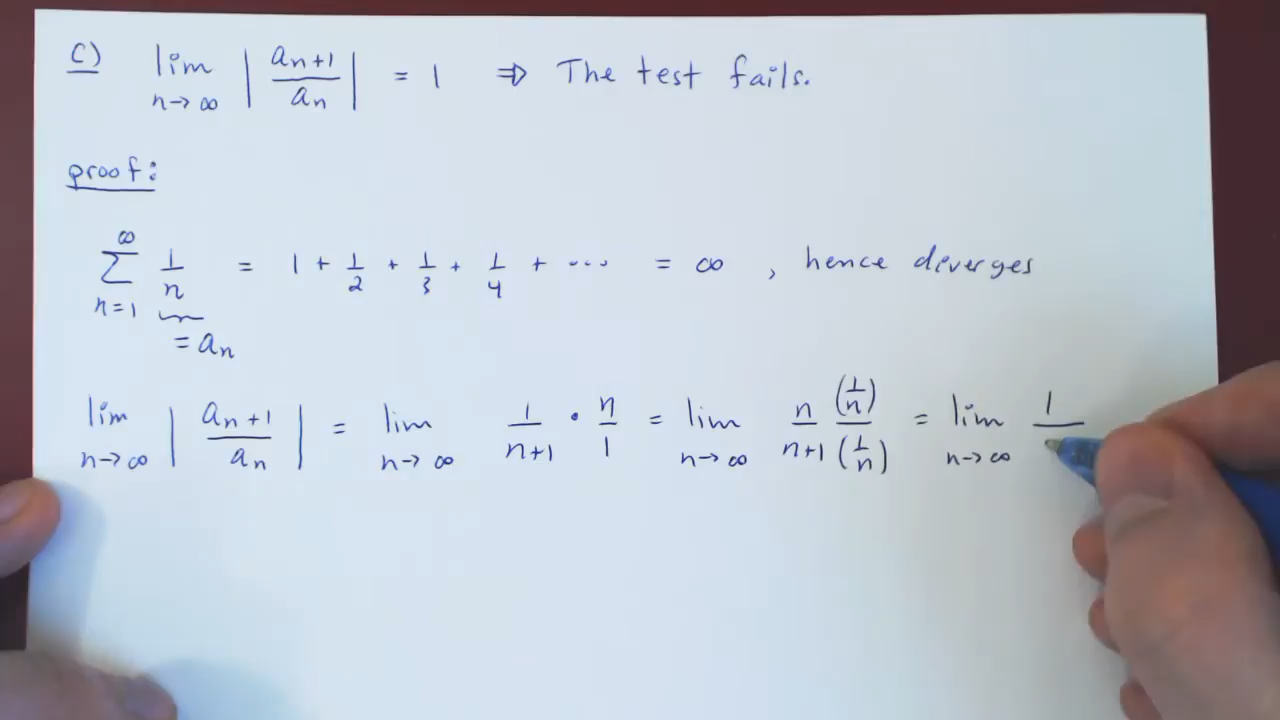 c) lim n→∞ | aₙ₊₁ / aₙ | = 1 ⇒ The test fails.
proof:
∞ ∑ n=1 1/n = 1 + 1/2 + 1/3 + 1/4 + ⋯ = ∞ , hence diverges
= aₙ
lim n→∞ | aₙ₊₁ / aₙ | = lim n→∞ 1/(n+1) · n/1 = lim n→∞ n/(n+1) (1/n)/(1/n) = lim n→∞ 1/